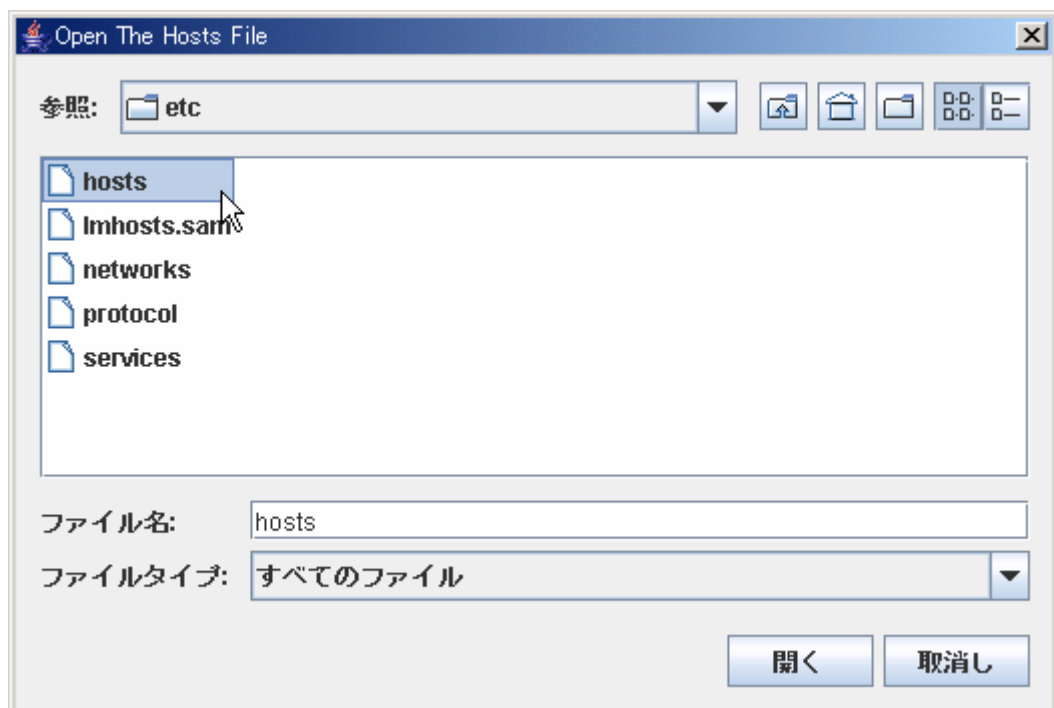 Open The Hosts File
参照: etc
hosts
lmhosts.sam
networks
protocol
services
ファイル名: hosts
ファイルタイプ: すべてのファイル
開く 取消し